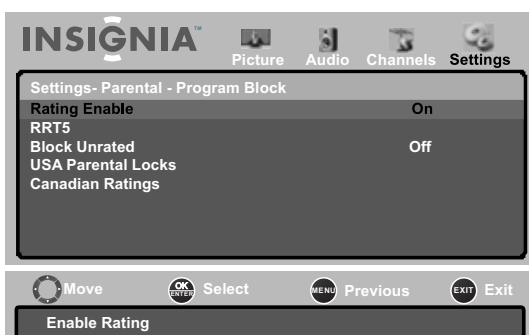 INSIGNIA™
Picture Audio Channels Settings
Settings- Parental - Program Block
Rating Enable On
RRT5
Block Unrated Off
USA Parental Locks
Canadian Ratings
Move OK ENTER Select MENU Previous EXIT Exit
Enable Rating